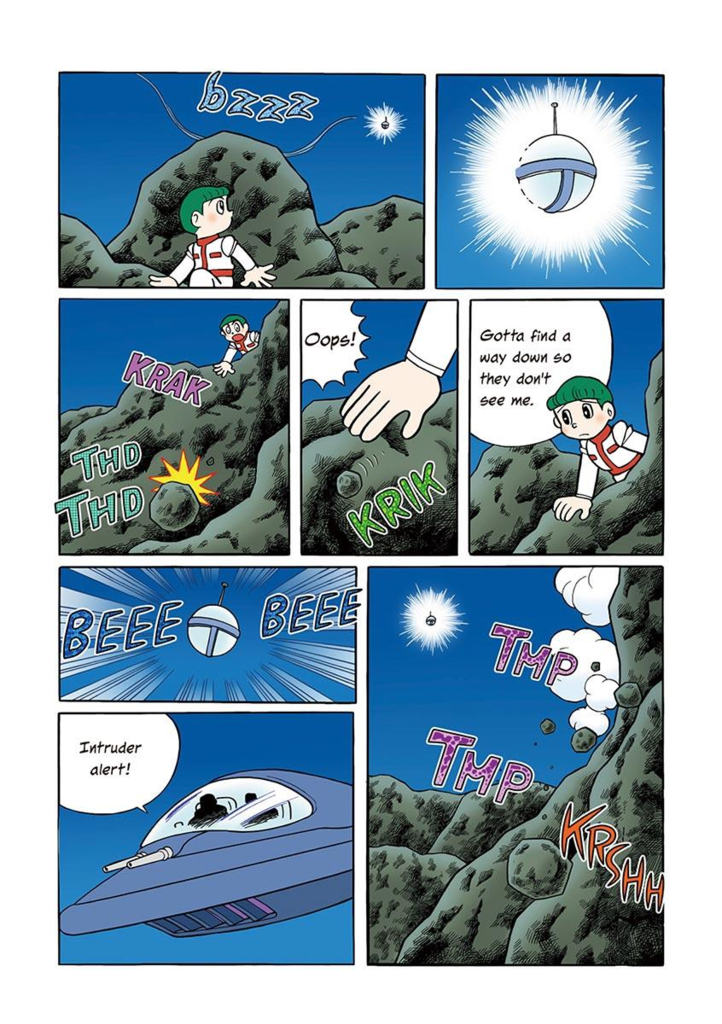 bzzz
Gotta find a
way down so
they don't
see me.
Oops!
KRIK
KRAK
THD
THD
TMP
TMP
KRSHH
BEEE BEEE
Intruder
alert!